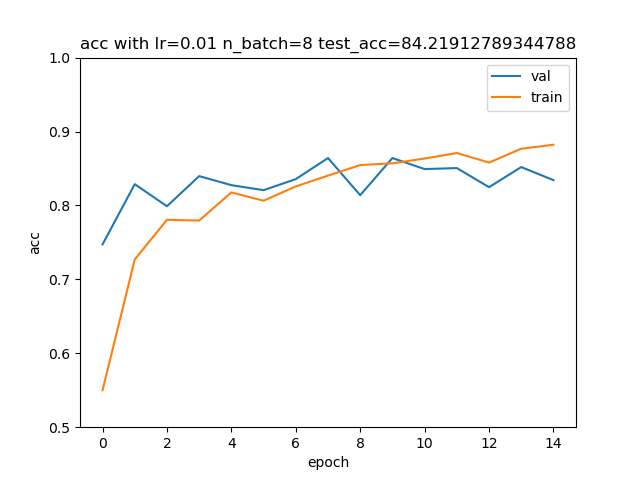 acc with lr=0.01 n_batch=8 test_acc=84.21912789344788
val
train
1.0
0.9
0.8
0.7
0.6
0.5
acc
0 2 4 6 8 10 12 14
epoch